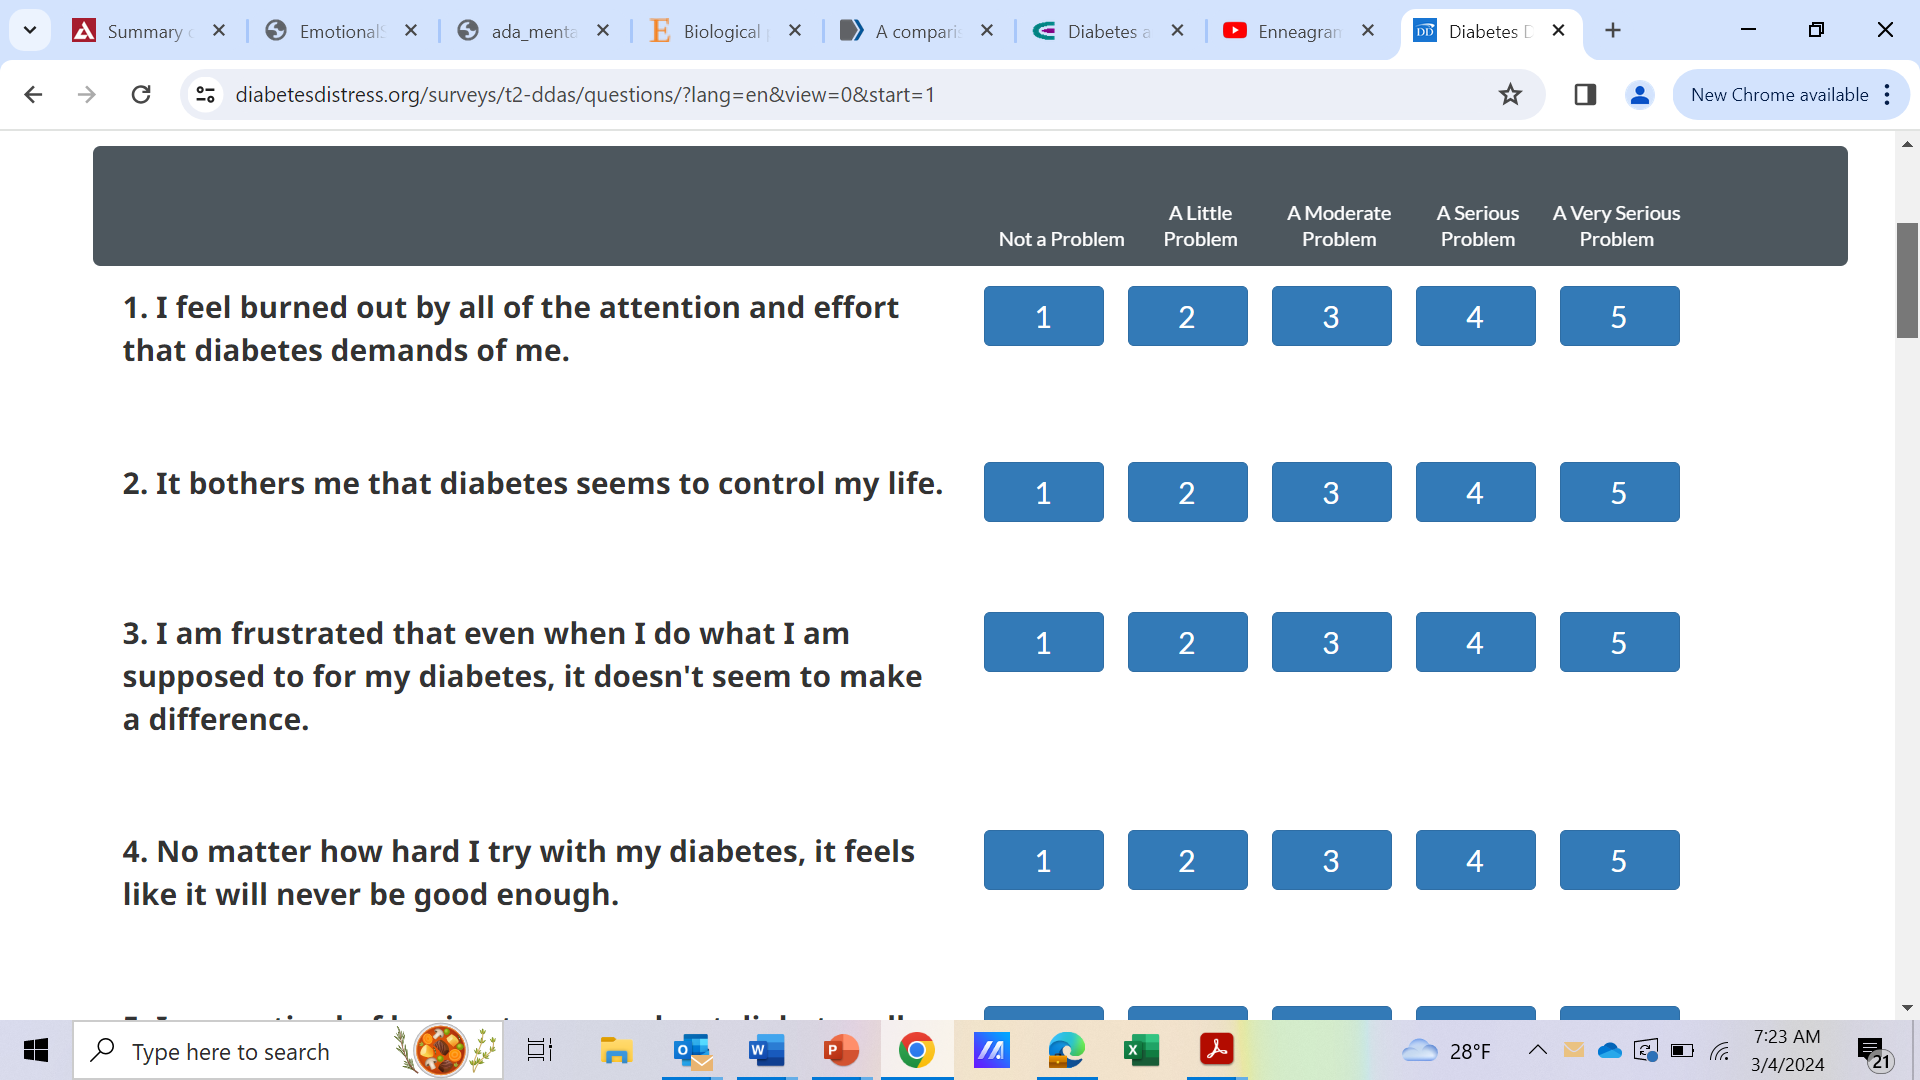 Summary
Emotional
ada_menta
Biological
A compari
Diabetes a
Enneagran
Diabetes D
diabetesdistress.org/surveys/t2-ddas/questions/?lang=en&view=0&start=1
New Chrome available
Not a Problem
A Little Problem
A Moderate Problem
A Serious Problem
A Very Serious Problem
1. I feel burned out by all of the attention and effort
that diabetes demands of me.
1 2 3 4 5
2. It bothers me that diabetes seems to control my life.
1 2 3 4 5
3. I am frustrated that even when I do what I am
supposed to for my diabetes, it doesn't seem to make
a difference.
1 2 3 4 5
4. No matter how hard I try with my diabetes, it feels
like it will never be good enough.
1 2 3 4 5
Type here to search
28°F
7:23 AM
3/4/2024
21